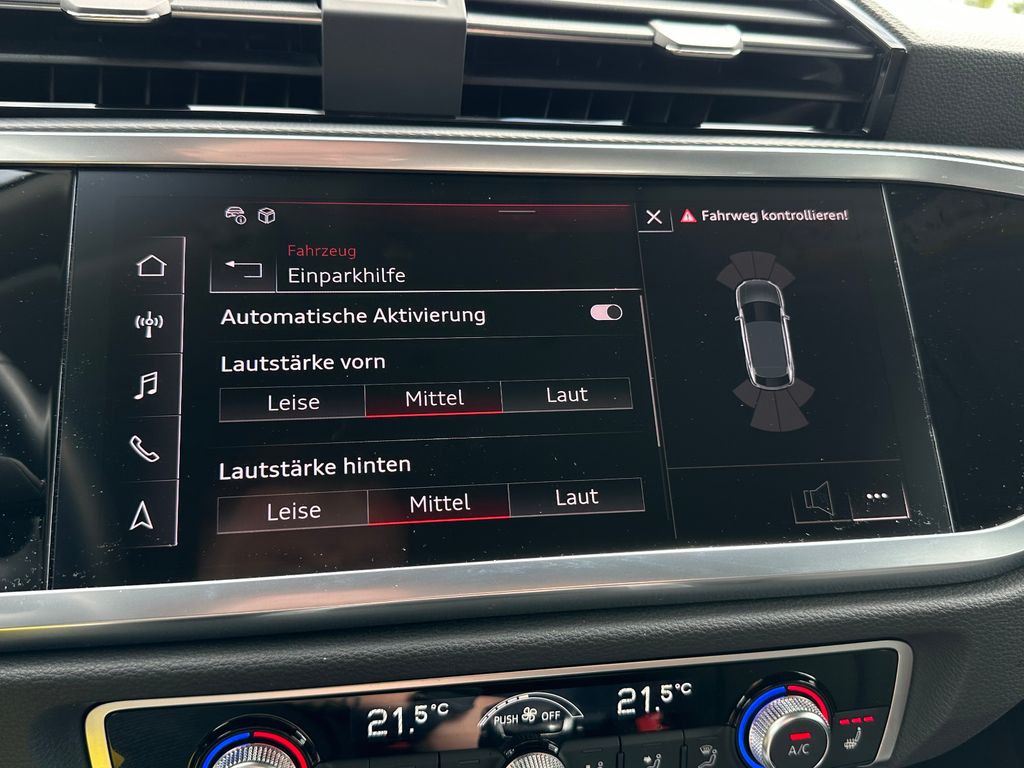 Fahrweg kontrollieren!
Fahrzeug
Einparkhilfe
Automatische Aktivierung
Lautstärke vorn
Leise Mittel Laut
Lautstärke hinten
Leise Mittel Laut
21.5°C PUSH OFF 21.5°C
A/C